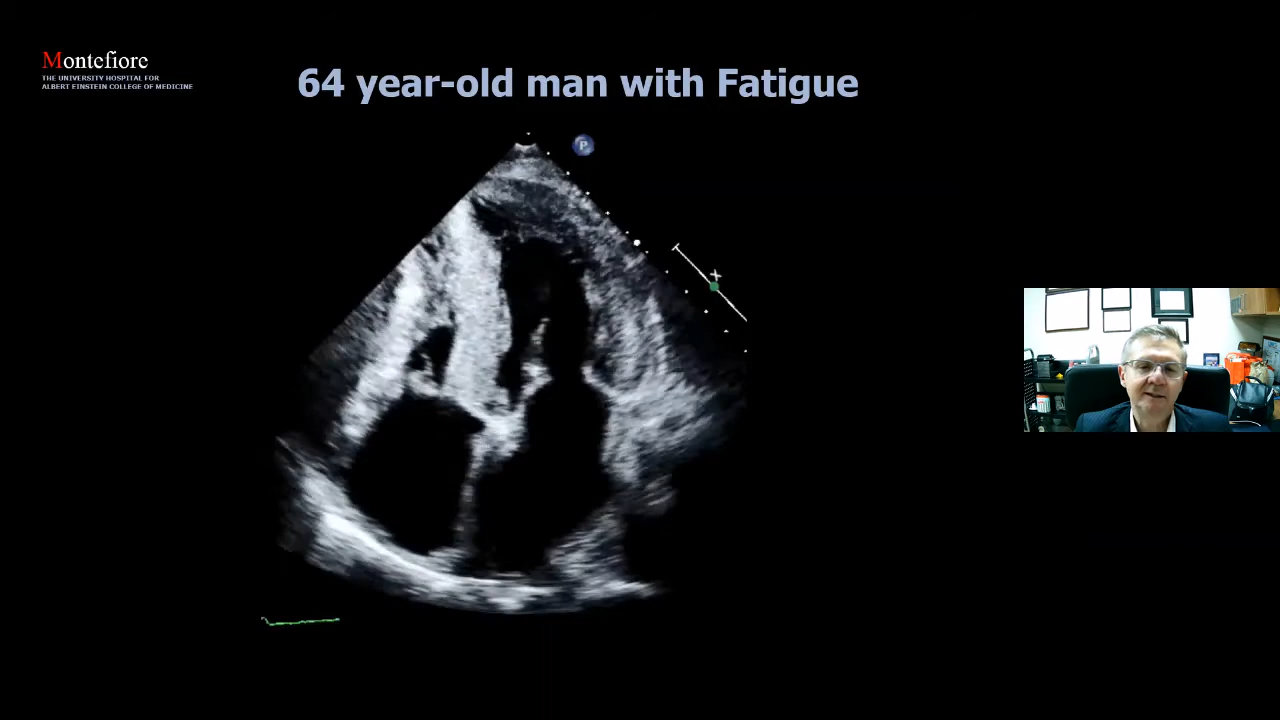 Montefiore
THE UNIVERSITY HOSPITAL FOR
ALBERT EINSTEIN COLLEGE OF MEDICINE
64 year-old man with Fatigue
P